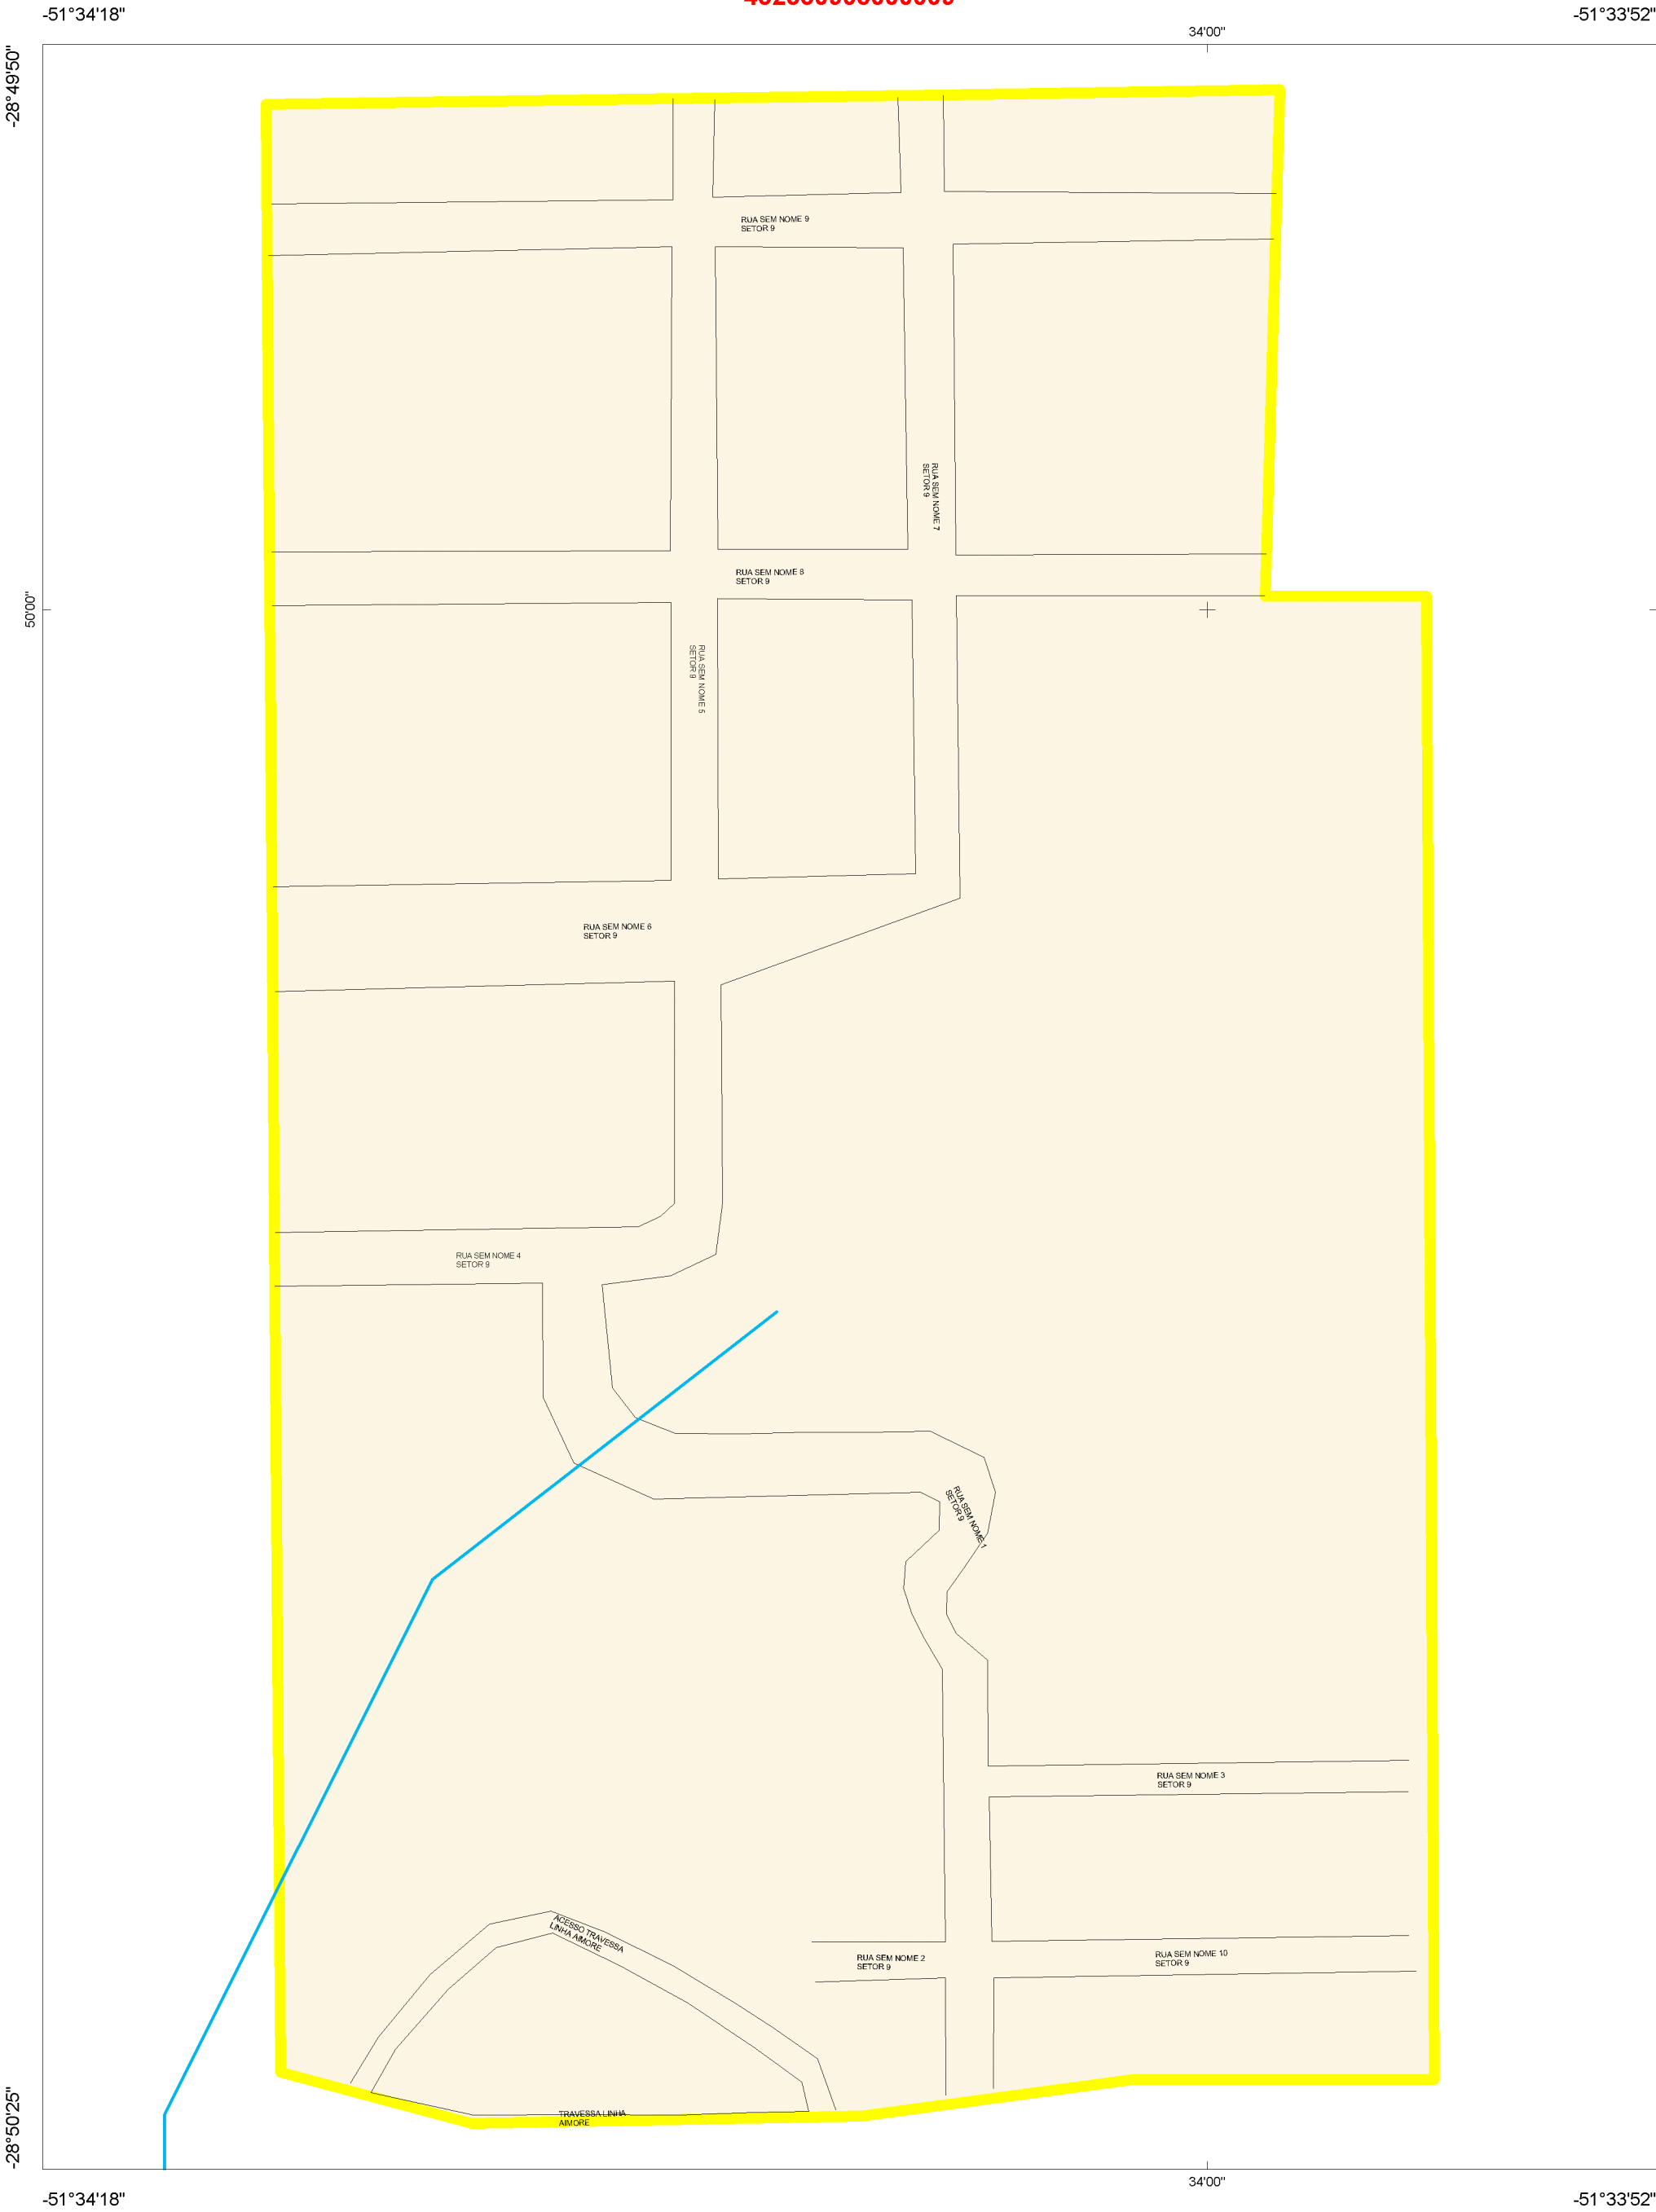 -51°34'18"
-51°33'52"
34'00"
-28°49'50"
RUA SEM NOME 9
SETOR 9
RUA SEM NOME 7
SETOR 9
RUA SEM NOME 8
SETOR 9
50'00"
RUA SEM NOME 5
SETOR 9
RUA SEM NOME 6
SETOR 9
RUA SEM NOME 4
SETOR 9
RUA SEM NOME 1
SETOR 9
RUA SEM NOME 3
SETOR 9
ACESSO TRAVESSA
LINHA AIMORE
RUA SEM NOME 2
SETOR 9
RUA SEM NOME 10
SETOR 9
TRAVESSA LINHA
AIMORE
-28°50'25"
34'00"
-51°34'18"
-51°33'52"